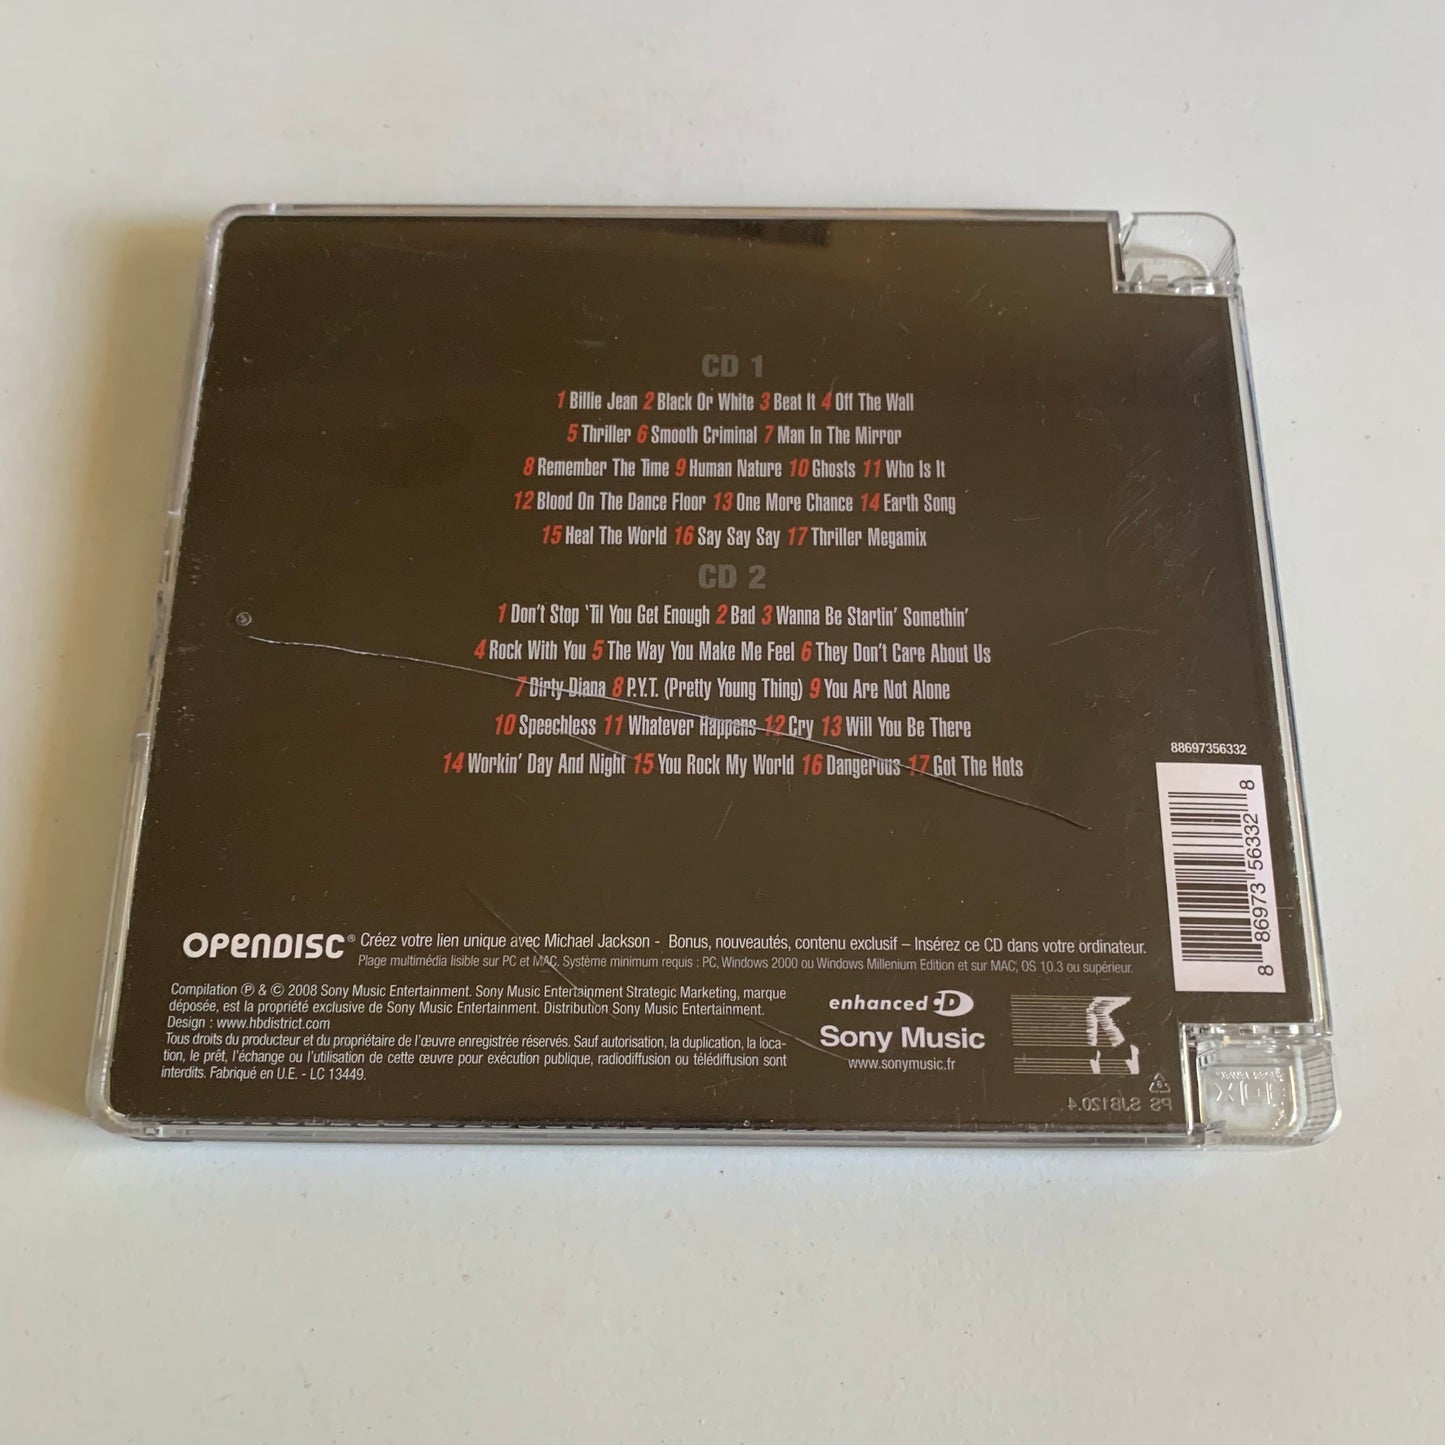 CD 1
1 Billie Jean 2 Black Or White 3 Beat It 4 Off The Wall
5 Thriller 6 Smooth Criminal 7 Man In The Mirror
8 Remember The Time 9 Human Nature 10 Ghosts 11 Who Is It
12 Blood On The Dance Floor 13 One More Chance 14 Earth Song
15 Heal The World 16 Say Say Say 17 Thriller Megamix
CD 2
1 Don't Stop 'Til You Get Enough 2 Bad 3 Wanna Be Startin' Somethin'
4 Rock With You 5 The Way You Make Me Feel 6 They Don't Care About Us
7 Dirty Diana 8 P.Y.T. (Pretty Young Thing) 9 You Are Not Alone
10 Speechless 11 Whatever Happens 12 Cry 13 Will You Be There
14 Workin' Day And Night 15 You Rock My World 16 Dangerous 17 Got The Hots
88697356332
8 86973 56332 8
OPENDISC® Créez votre lien unique avec Michael Jackson - Bonus, nouveautés, contenu exclusif – Insérez ce CD dans votre ordinateur.
Plage multimédia lisible sur PC et MAC. Système minimum requis : PC, Windows 2000 ou Windows Millenium Edition et sur MAC, OS 10.3 ou supérieur.
Compilation ℗ & © 2008 Sony Music Entertainment. Sony Music Entertainment Strategic Marketing, marque
déposée, est la propriété exclusive de Sony Music Entertainment. Distribution Sony Music Entertainment.
Design : www.hbdistrict.com
Tous droits du producteur et du propriétaire de l'œuvre enregistrée réservés. Sauf autorisation, la duplication, la loca-
tion, le prêt, l'échange ou l'utilisation de cette œuvre pour exécution publique, radiodiffusion ou télédiffusion sont
interdits. Fabriqué en U.E. - LC 13449.
enhanced CD
Sony Music
www.sonymusic.fr
PS SJB120.4